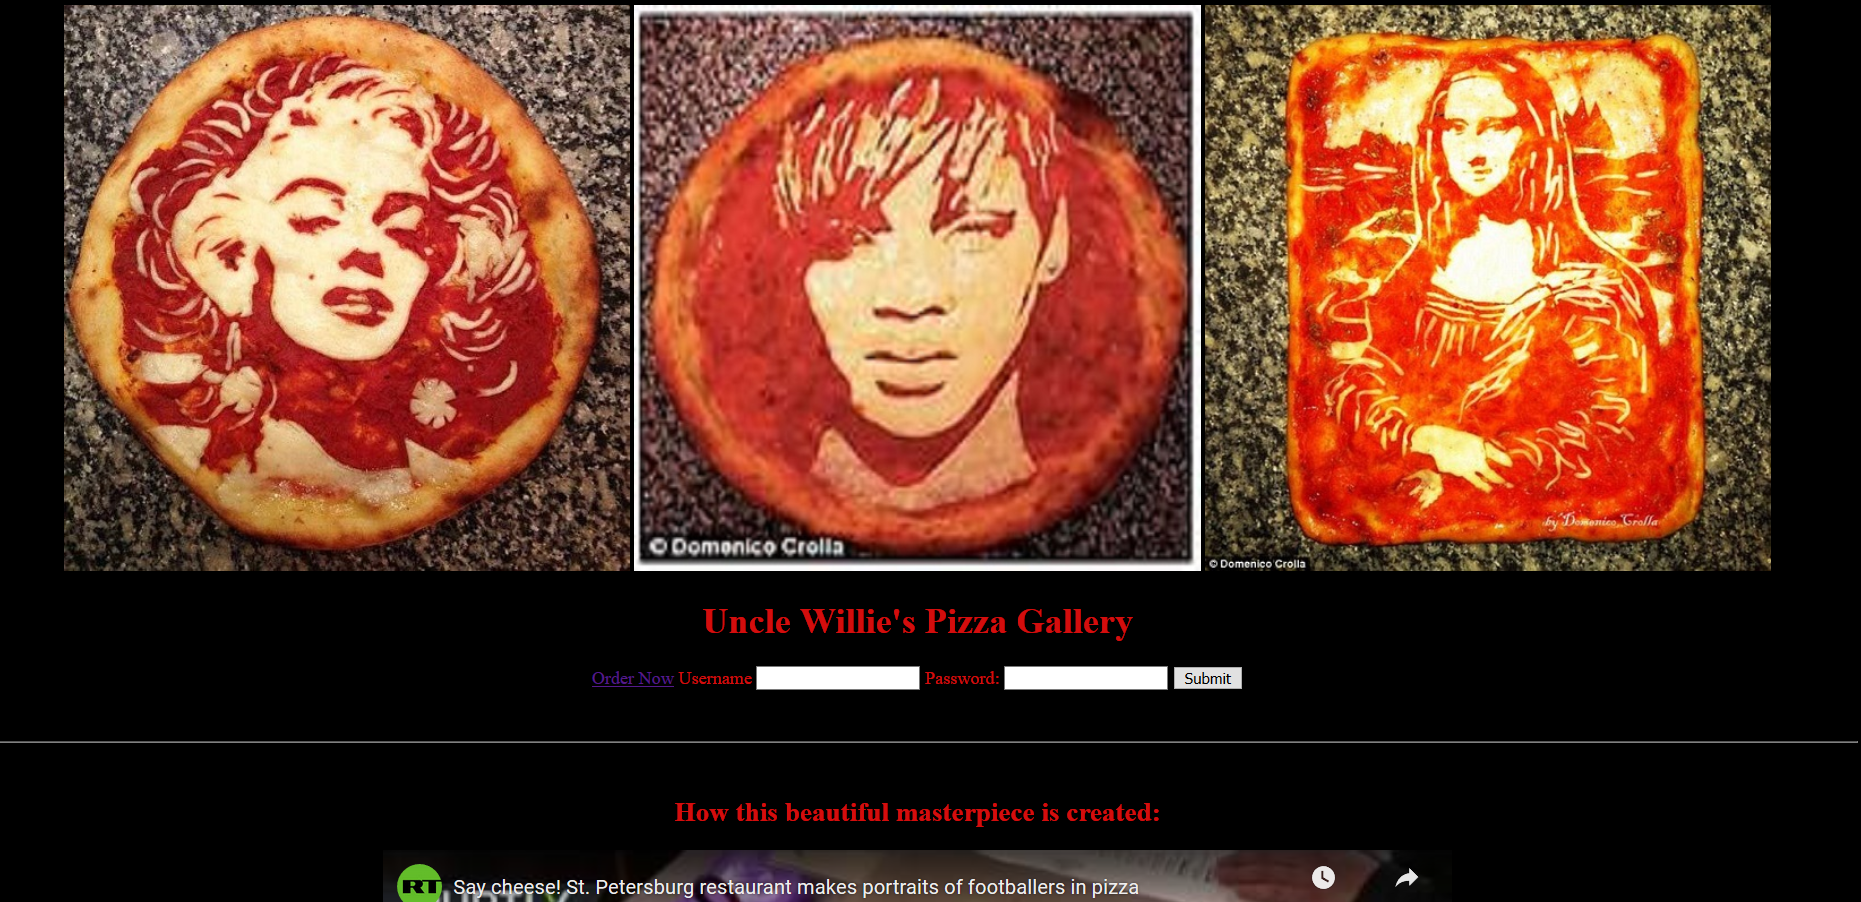 © Domenico Crolla
by Domenico Crolla
© Domenico Crolla
Uncle Willie's Pizza Gallery
Order Now Username Password: Submit
How this beautiful masterpiece is created:
RT Say cheese! St. Petersburg restaurant makes portraits of footballers in pizza